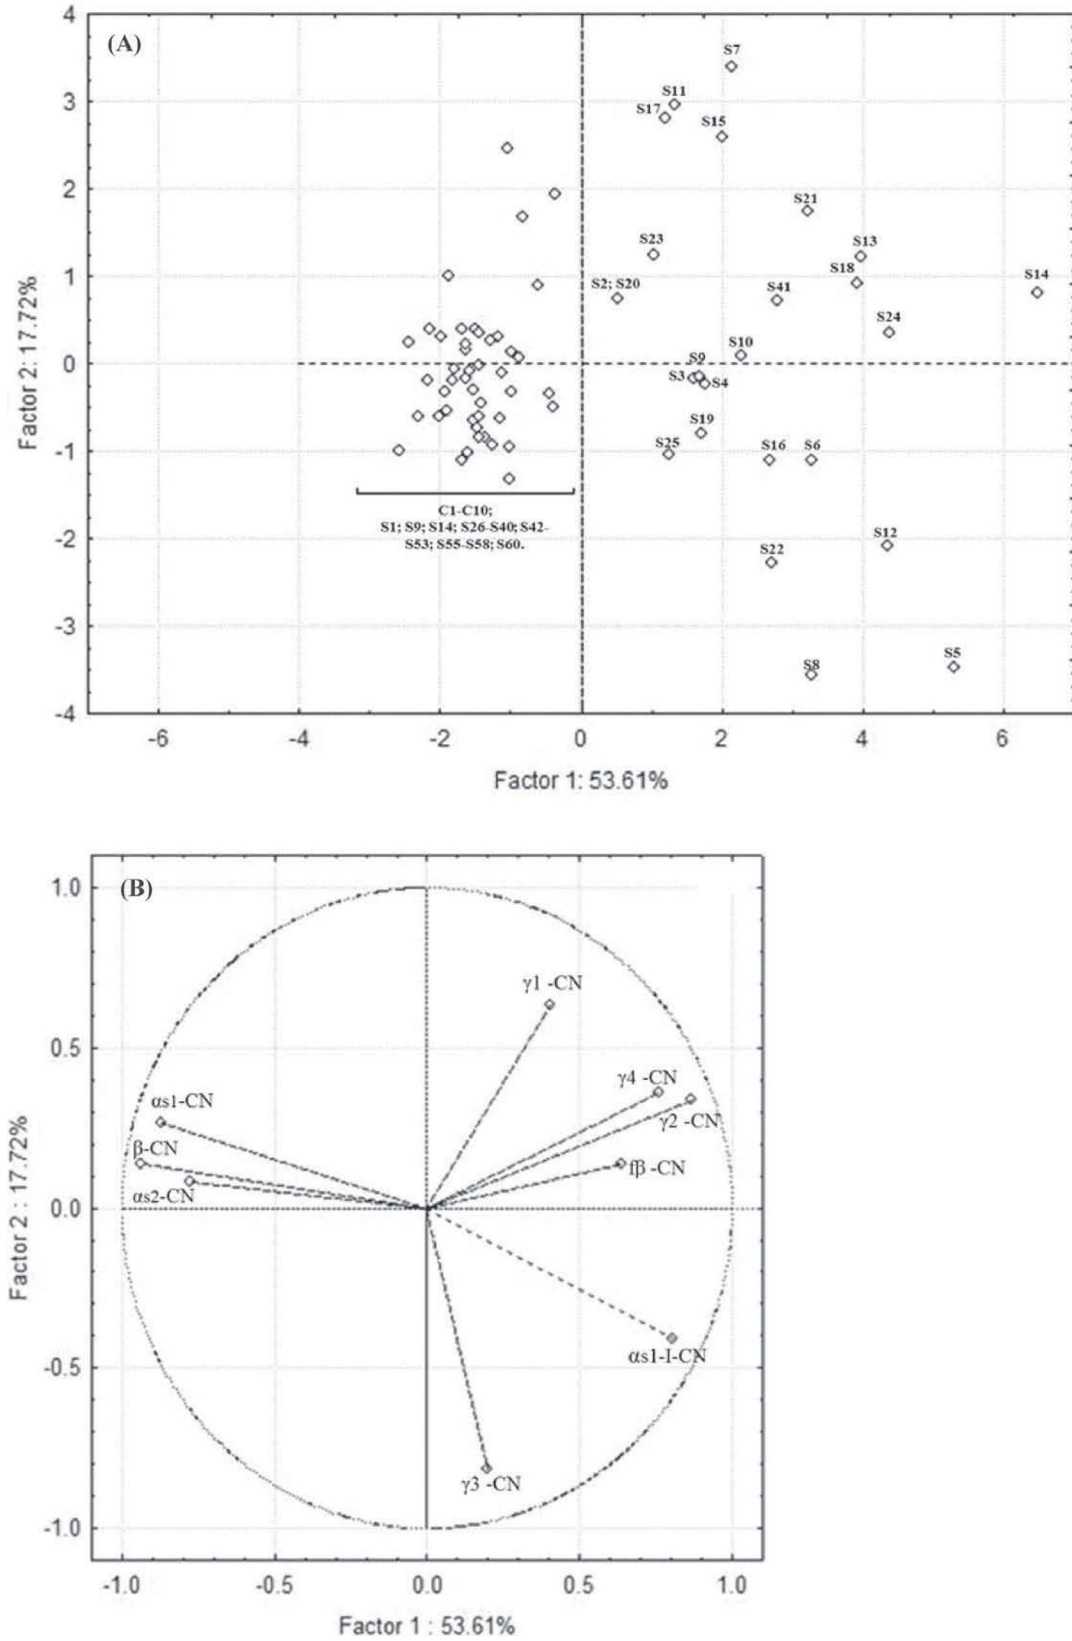 (A)
4
3
2
1
0
-1
-2
-3
-4
Factor 2: 17.72%
S7
S11
S17
S15
S21
S23
S13
S18
S14
S2; S20
S41
S24
S10
S9
S3
S4
S19
S25
S16
S6
S12
S22
S8
S5
C1-C10;
S1; S9; S14; S26-S40; S42-
S53; S55-S58; S60.
-6
-4
-2
0
2
4
6
Factor 1: 53.61%
(B)
1.0
0.5
0.0
-0.5
-1.0
Factor 2 : 17.72%
γ1 -CN
γ4 -CN
γ2 -CN
fβ -CN
αs1-CN
β-CN
αs2-CN
αs1-I-CN
γ3 -CN
-1.0
-0.5
0.0
0.5
1.0
Factor 1 : 53.61%